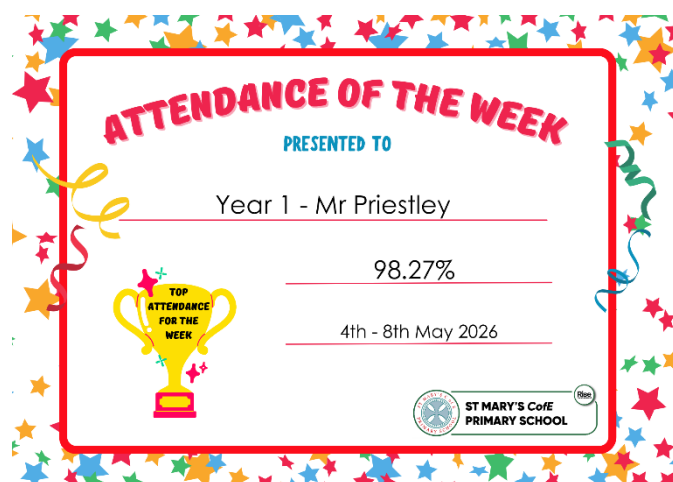 ATTENDANCE OF THE WEEK
PRESENTED TO
Year 1 - Mr Priestley
98.27%
TOP
ATTENDANCE
FOR THE
WEEK
4th - 8th May 2026
Rise
ST MARY'S CofE
PRIMARY SCHOOL